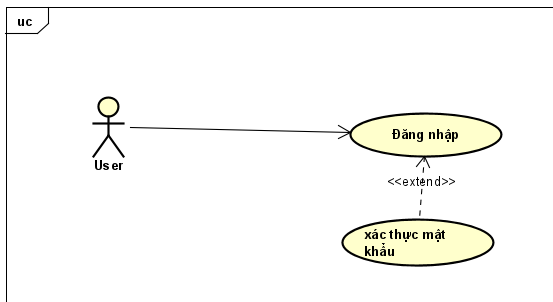 uc
User
Đăng nhập
<<extend>>
xác thực mật
khẩu